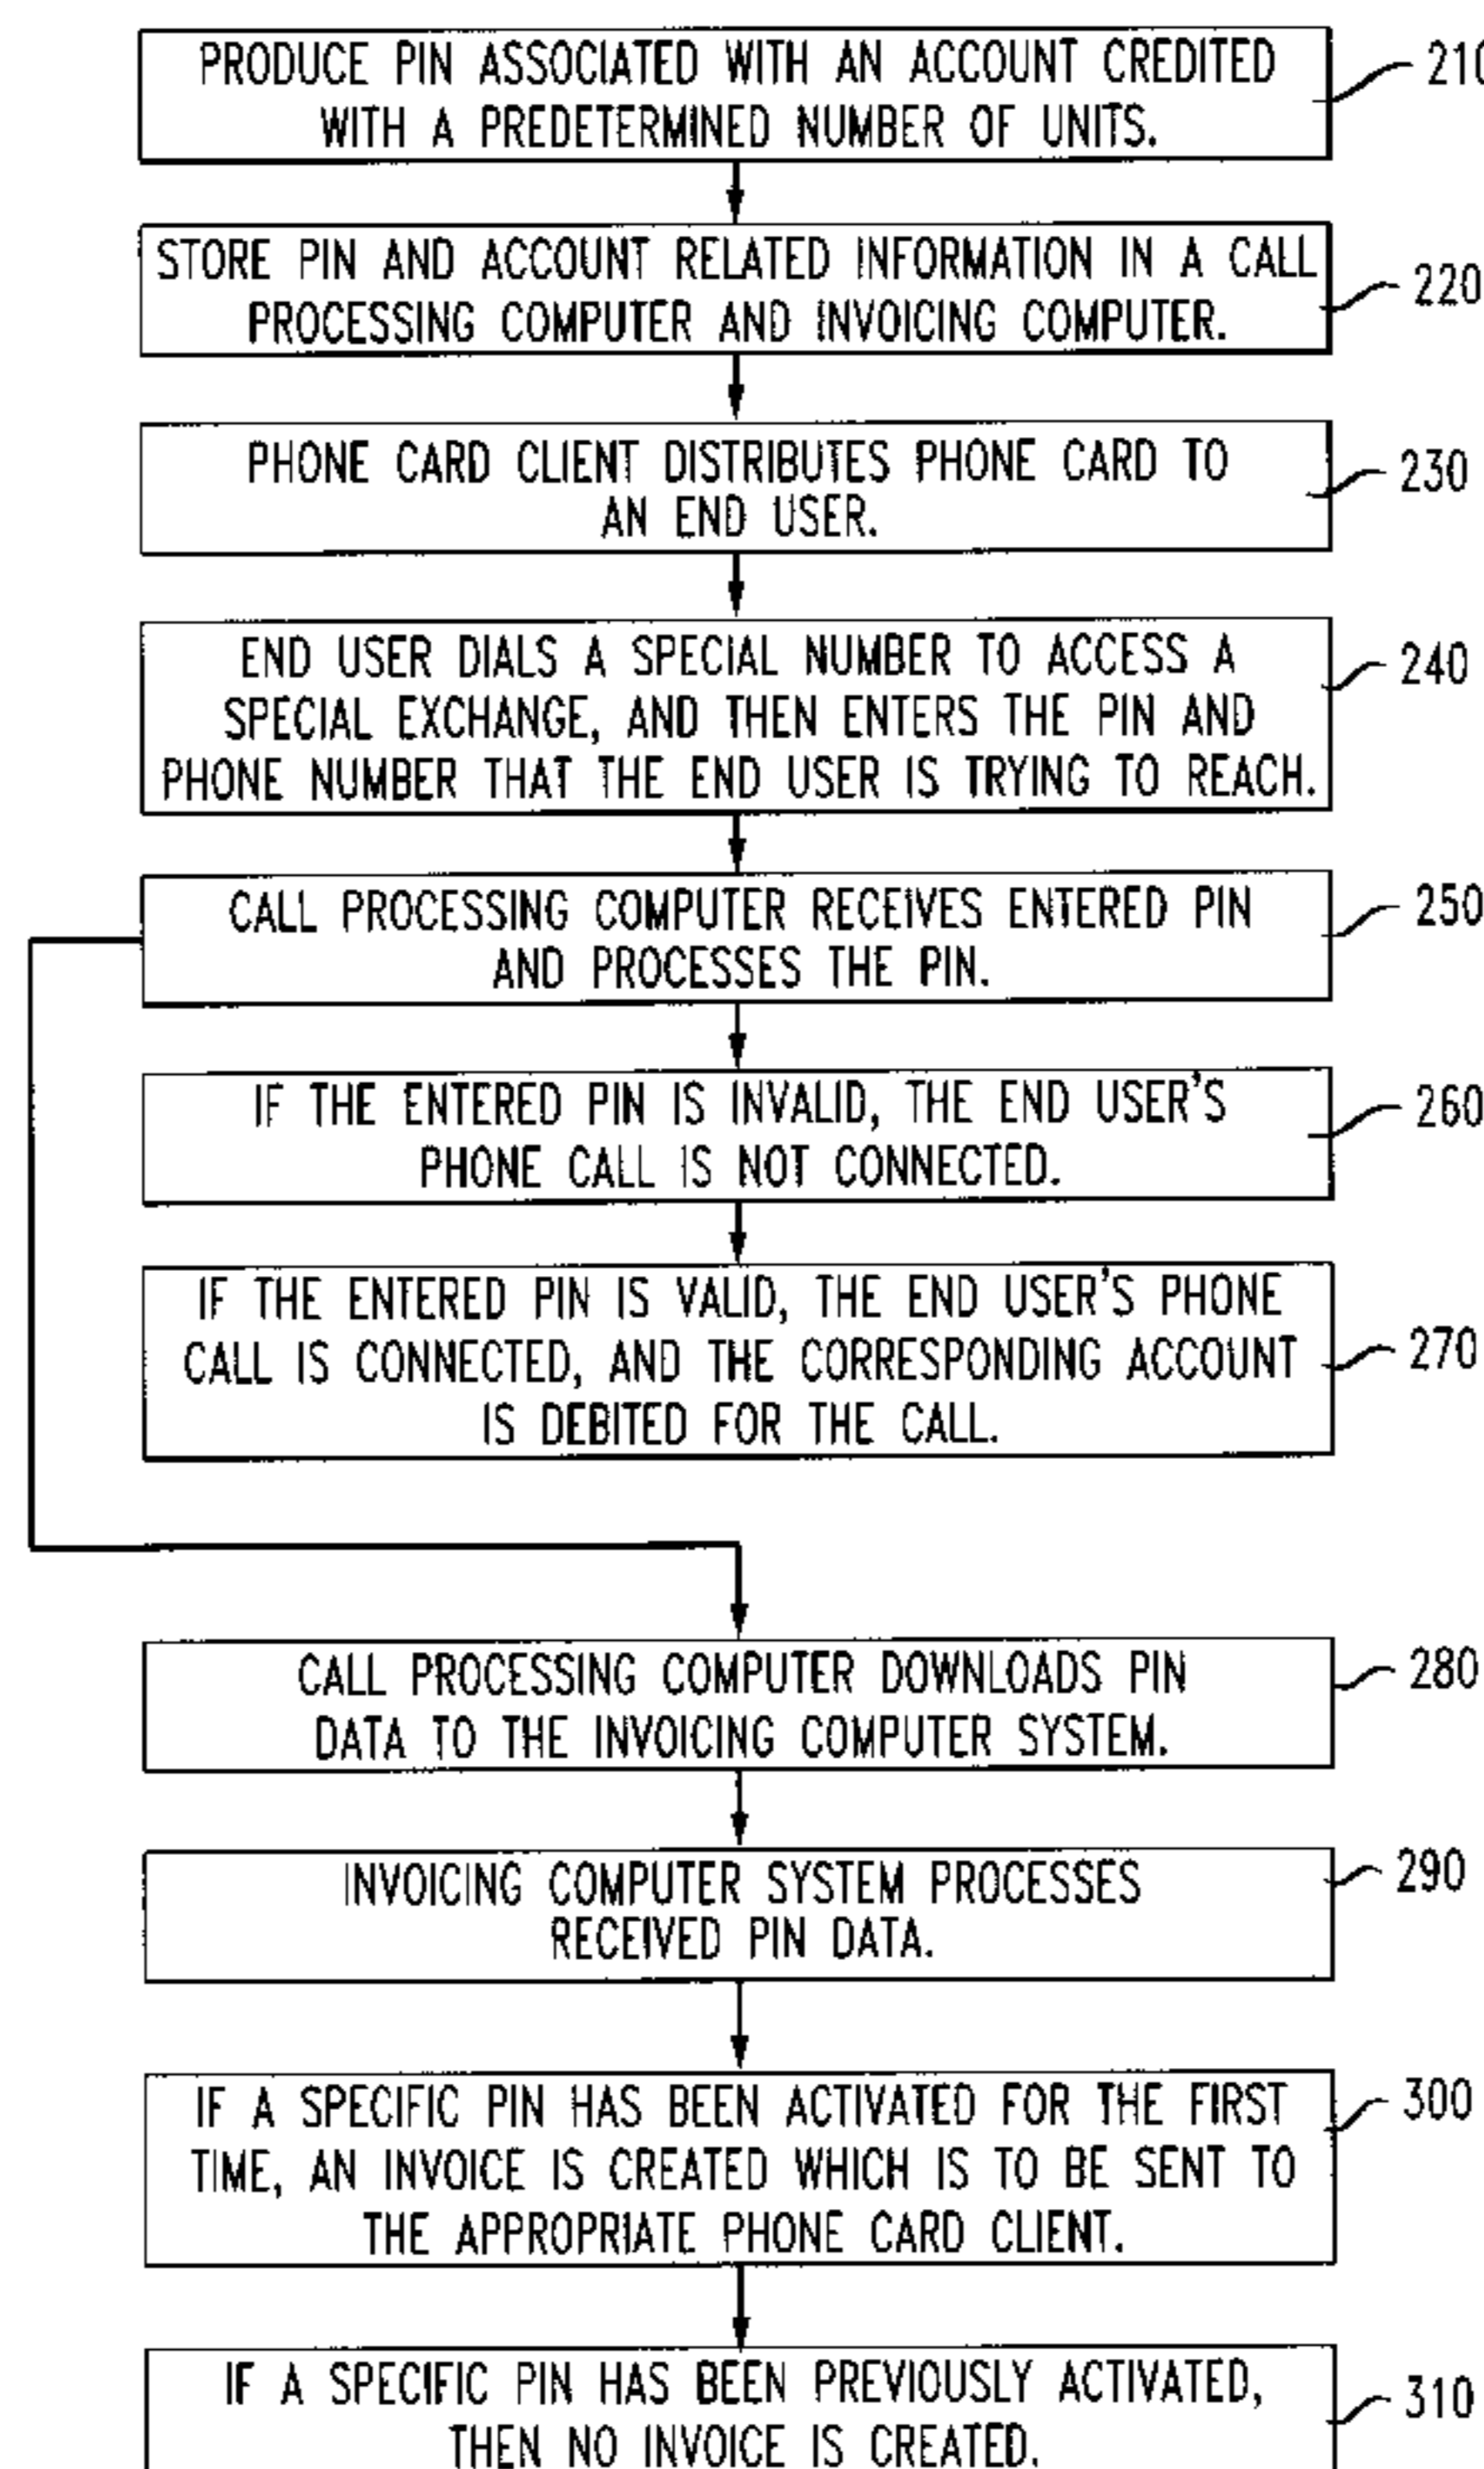 PRODUCE PIN ASSOCIATED WITH AN ACCOUNT CREDITED
WITH A PREDETERMINED NUMBER OF UNITS.
210
STORE PIN AND ACCOUNT RELATED INFORMATION IN A CALL
PROCESSING COMPUTER AND INVOICING COMPUTER.
220
PHONE CARD CLIENT DISTRIBUTES PHONE CARD TO
AN END USER.
230
END USER DIALS A SPECIAL NUMBER TO ACCESS A
SPECIAL EXCHANGE, AND THEN ENTERS THE PIN AND
PHONE NUMBER THAT THE END USER IS TRYING TO REACH.
240
CALL PROCESSING COMPUTER RECEIVES ENTERED PIN
AND PROCESSES THE PIN.
250
IF THE ENTERED PIN IS INVALID, THE END USER'S
PHONE CALL IS NOT CONNECTED.
260
IF THE ENTERED PIN IS VALID, THE END USER'S PHONE
CALL IS CONNECTED, AND THE CORRESPONDING ACCOUNT
IS DEBITED FOR THE CALL.
270
CALL PROCESSING COMPUTER DOWNLOADS PIN
DATA TO THE INVOICING COMPUTER SYSTEM.
280
INVOICING COMPUTER SYSTEM PROCESSES
RECEIVED PIN DATA.
290
IF A SPECIFIC PIN HAS BEEN ACTIVATED FOR THE FIRST
TIME, AN INVOICE IS CREATED WHICH IS TO BE SENT TO
THE APPROPRIATE PHONE CARD CLIENT.
300
IF A SPECIFIC PIN HAS BEEN PREVIOUSLY ACTIVATED,
THEN NO INVOICE IS CREATED.
310